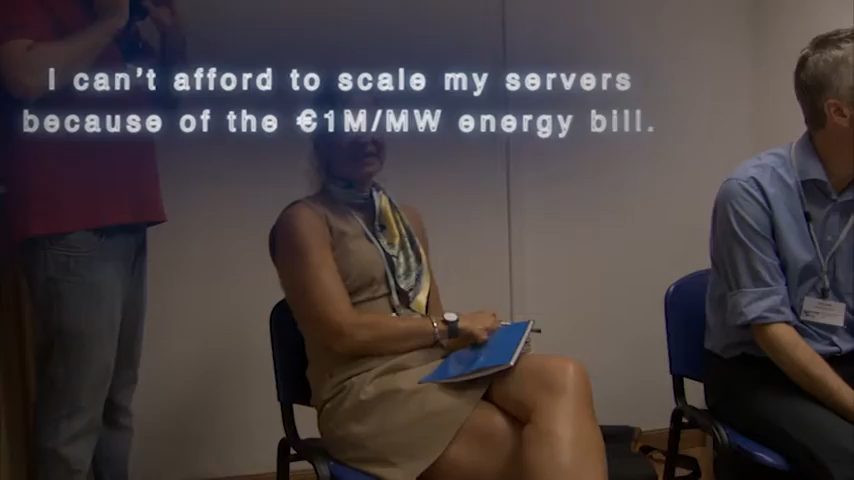 I can't afford to scale my servers
because of the €1M/MW energy bill.